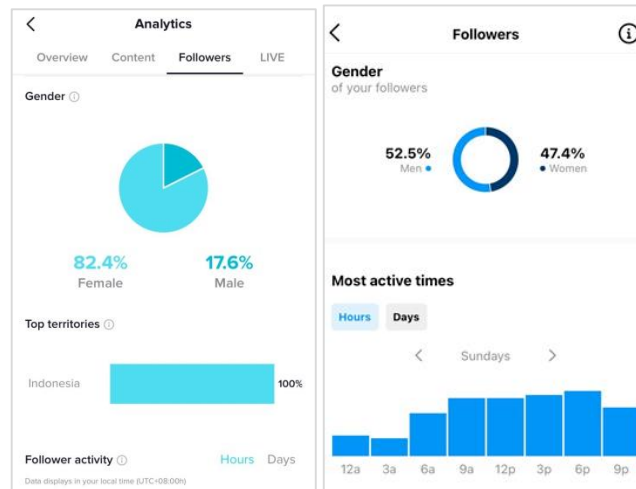 Analytics
Overview Content Followers LIVE
Gender
82.4% 17.6%
Female Male
Top territories
Indonesia 100%
Follower activity Hours Days
Data displays in your local time (UTC+08:00h)
Followers
Gender
of your followers
52.5% 47.4%
Men Women
Most active times
Hours Days
Sundays
12a 3a 6a 9a 12p 3p 6p 9p